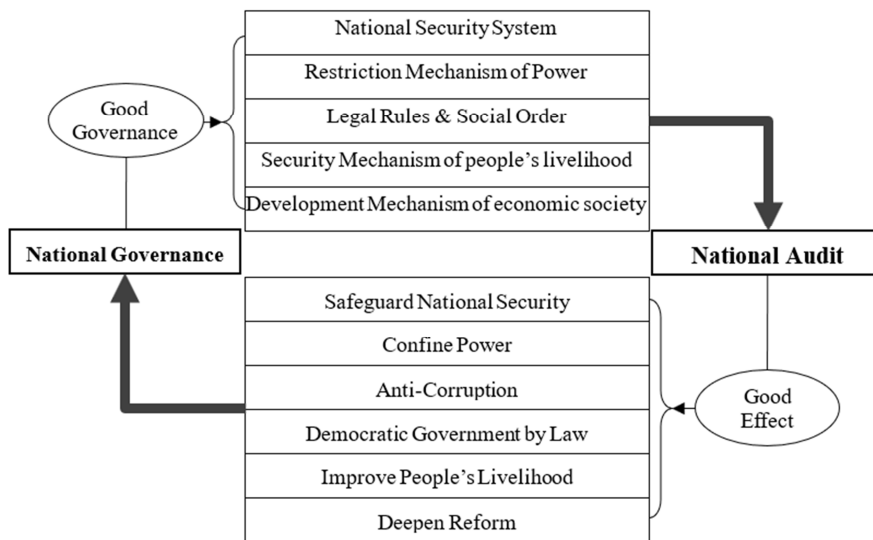 National Security System
Restriction Mechanism of Power
Good
Governance
Legal Rules & Social Order
Security Mechanism of people's livelihood
Development Mechanism of economic society
National Governance
National Audit
Safeguard National Security
Confine Power
Anti-Corruption
Good
Effect
Democratic Government by Law
Improve People's Livelihood
Deepen Reform